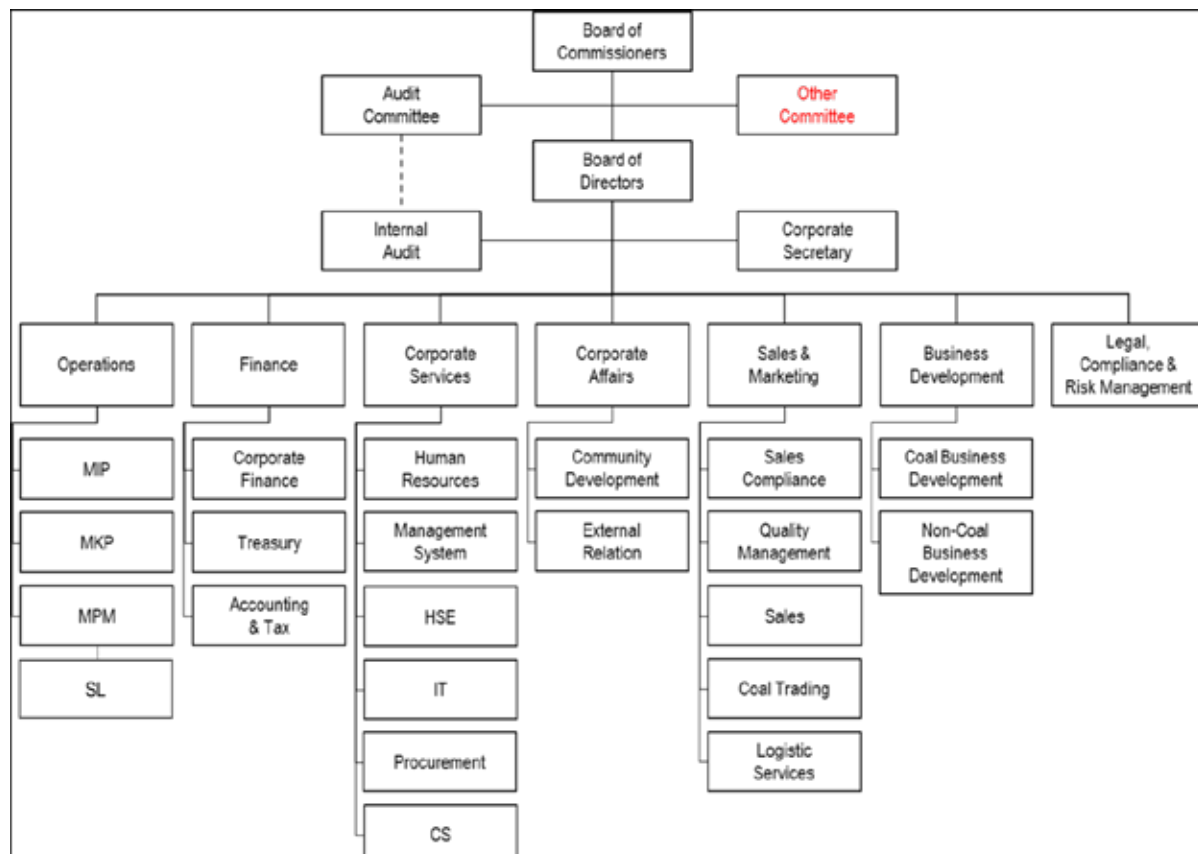 Board of
Commissioners
Audit
Committee
Other
Committee
Board of
Directors
Internal
Audit
Corporate
Secretary
Operations
Finance
Corporate
Services
Corporate
Affairs
Sales &
Marketing
Business
Development
Legal,
Compliance &
Risk Management
MIP
MKP
MPM
SL
Corporate
Finance
Treasury
Accounting
& Tax
Human
Resources
Management
System
HSE
IT
Procurement
CS
Community
Development
External
Relation
Sales
Compliance
Quality
Management
Sales
Coal Trading
Logistic
Services
Coal Business
Development
Non-Coal
Business
Development